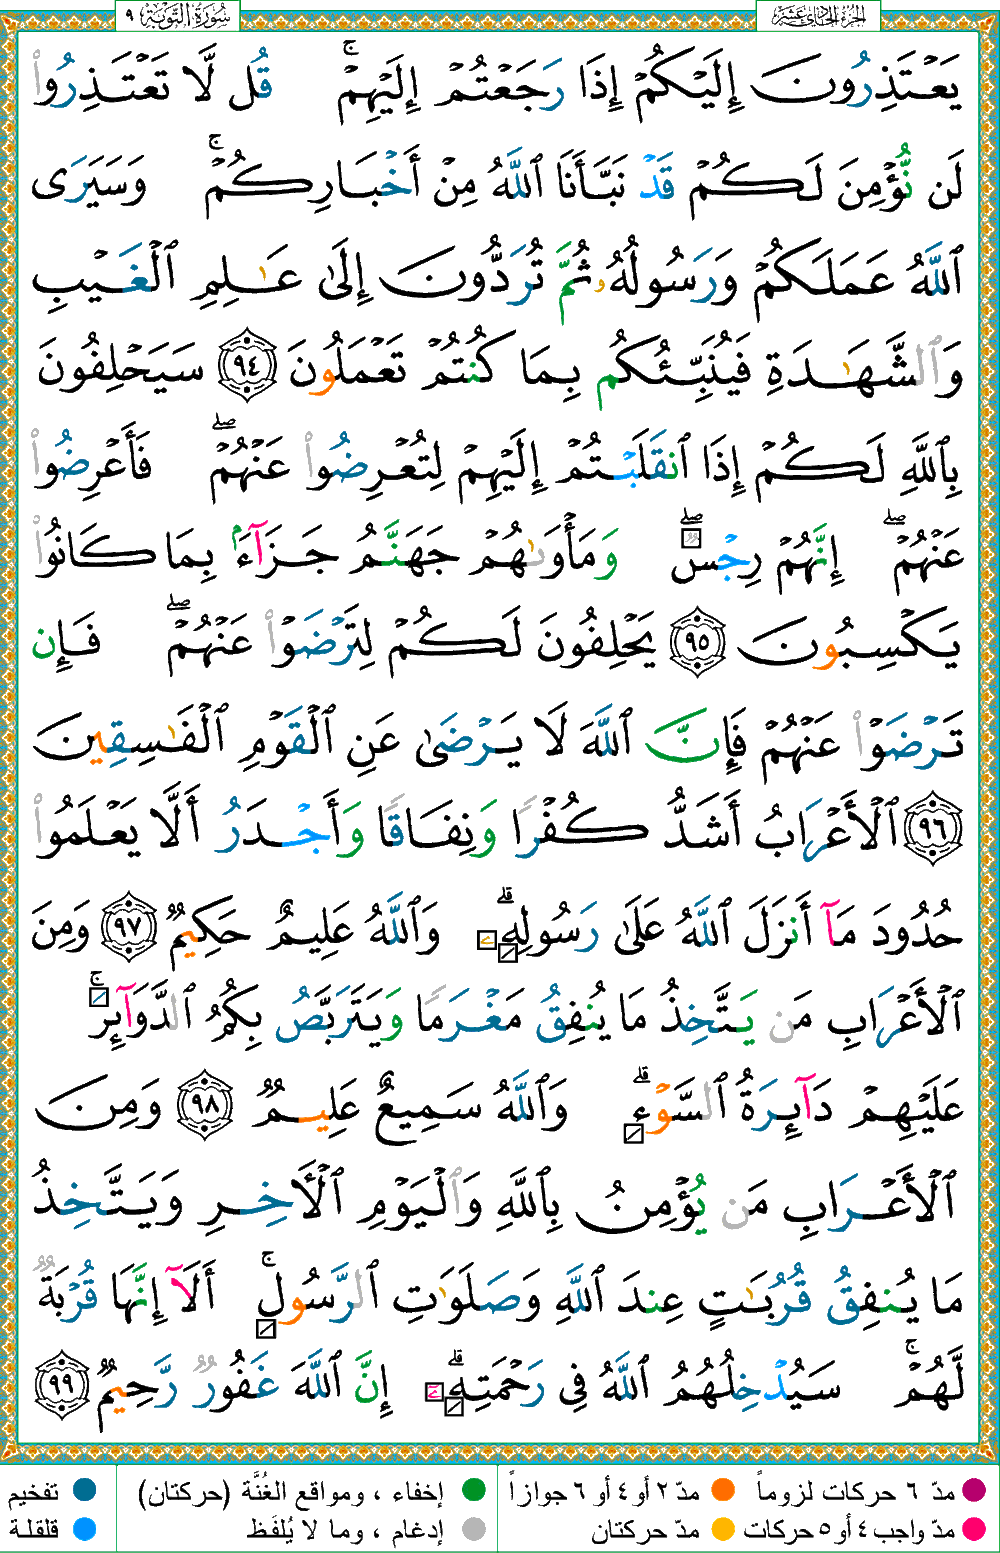 سُورَةُ التَّوْبَةِ ٩
الجُزءُ الحَادِى عَشَر
يَعْتَذِرُونَ إِلَيْكُمْ إِذَا رَجَعْتُمْ إِلَيْهِمْ ۚ قُل لَّا تَعْتَذِرُوا۟
لَن نُّؤْمِنَ لَكُمْ قَدْ نَبَّأَنَا ٱللَّهُ مِنْ أَخْبَارِكُمْ ۚ وَسَيَرَى
ٱللَّهُ عَمَلَكُمْ وَرَسُولُهُۥ ثُمَّ تُرَدُّونَ إِلَىٰ عَـٰلِمِ ٱلْغَيْبِ
وَٱلشَّهَـٰدَةِ فَيُنَبِّئُكُم بِمَا كُنتُمْ تَعْمَلُونَ ٩٤ سَيَحْلِفُونَ
بِٱللَّهِ لَكُمْ إِذَا ٱنقَلَبْتُمْ إِلَيْهِمْ لِتُعْرِضُوا۟ عَنْهُمْ ۖ فَأَعْرِضُوا۟
عَنْهُمْ ۖ إِنَّهُمْ رِجْسٌ ۖ وَمَأْوَىٰهُمْ جَهَنَّمُ جَزَآءًۢ بِمَا كَانُوا۟
يَكْسِبُونَ ٩٥ يَحْلِفُونَ لَكُمْ لِتَرْضَوْا۟ عَنْهُمْ ۖ فَإِن
تَرْضَوْا۟ عَنْهُمْ فَإِنَّ ٱللَّهَ لَا يَرْضَىٰ عَنِ ٱلْقَوْمِ ٱلْفَـٰسِقِينَ
٩٦ ٱلْأَعْرَابُ أَشَدُّ كُفْرًا وَنِفَاقًا وَأَجْدَرُ أَلَّا يَعْلَمُوا۟
حُدُودَ مَآ أَنزَلَ ٱللَّهُ عَلَىٰ رَسُولِهِۦ ۗ وَٱللَّهُ عَلِيمٌ حَكِيمٌ ٩٧ وَمِنَ
ٱلْأَعْرَابِ مَن يَتَّخِذُ مَا يُنفِقُ مَغْرَمًا وَيَتَرَبَّصُ بِكُمُ ٱلدَّوَآئِرَ ۚ
عَلَيْهِمْ دَآئِرَةُ ٱلسَّوْءِ ۗ وَٱللَّهُ سَمِيعٌ عَلِيمٌ ٩٨ وَمِنَ
ٱلْأَعْرَابِ مَن يُؤْمِنُ بِٱللَّهِ وَٱلْيَوْمِ ٱلْـَٔاخِرِ وَيَتَّخِذُ
مَا يُنفِقُ قُرُبَـٰتٍ عِندَ ٱللَّهِ وَصَلَوَٰتِ ٱلرَّسُولِ ۚ أَلَآ إِنَّهَا قُرْبَةٌ
لَّهُمْ ۚ سَيُدْخِلُهُمُ ٱللَّهُ فِى رَحْمَتِهِۦٓ ۗ إِنَّ ٱللَّهَ غَفُورٌ رَّحِيمٌ ٩٩
مدّ ٦ حركات لزوماً مدّ ٢ أو ٤ أو ٦ جوازاً إخفاء ، ومواقع الغُنَّة (حركتان) تفخيم
مدّ واجب ٤ أو ٥ حركات مدّ حركتان إدغام ، وما لا يُلفَظ قلقلة